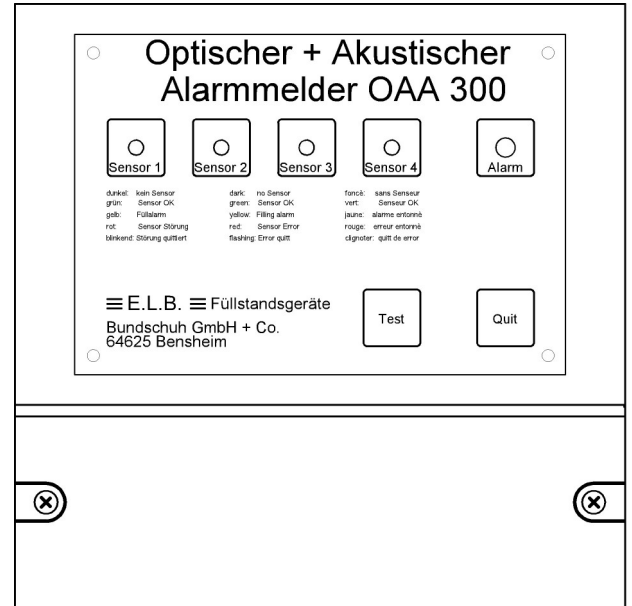 Optischer + Akustischer
Alarmmelder OAA 300
Sensor 1 Sensor 2 Sensor 3 Sensor 4 Alarm
dunkel: kein Sensor dark: no Sensor foncè: sans Senseur
grün: Sensor OK green: Sensor OK vert: Senseur OK
gelb: Füllalarm yellow: Filling alarm jaune: alarme entonnè
rot: Sensor Störung red: Sensor Error rouge: erreur entonnè
blinkend: Störung quittiert flashing: Error quitt clignoter: quitt de error
E.L.B. Füllstandsgeräte
Bundschuh GmbH + Co.
64625 Bensheim
Test Quit